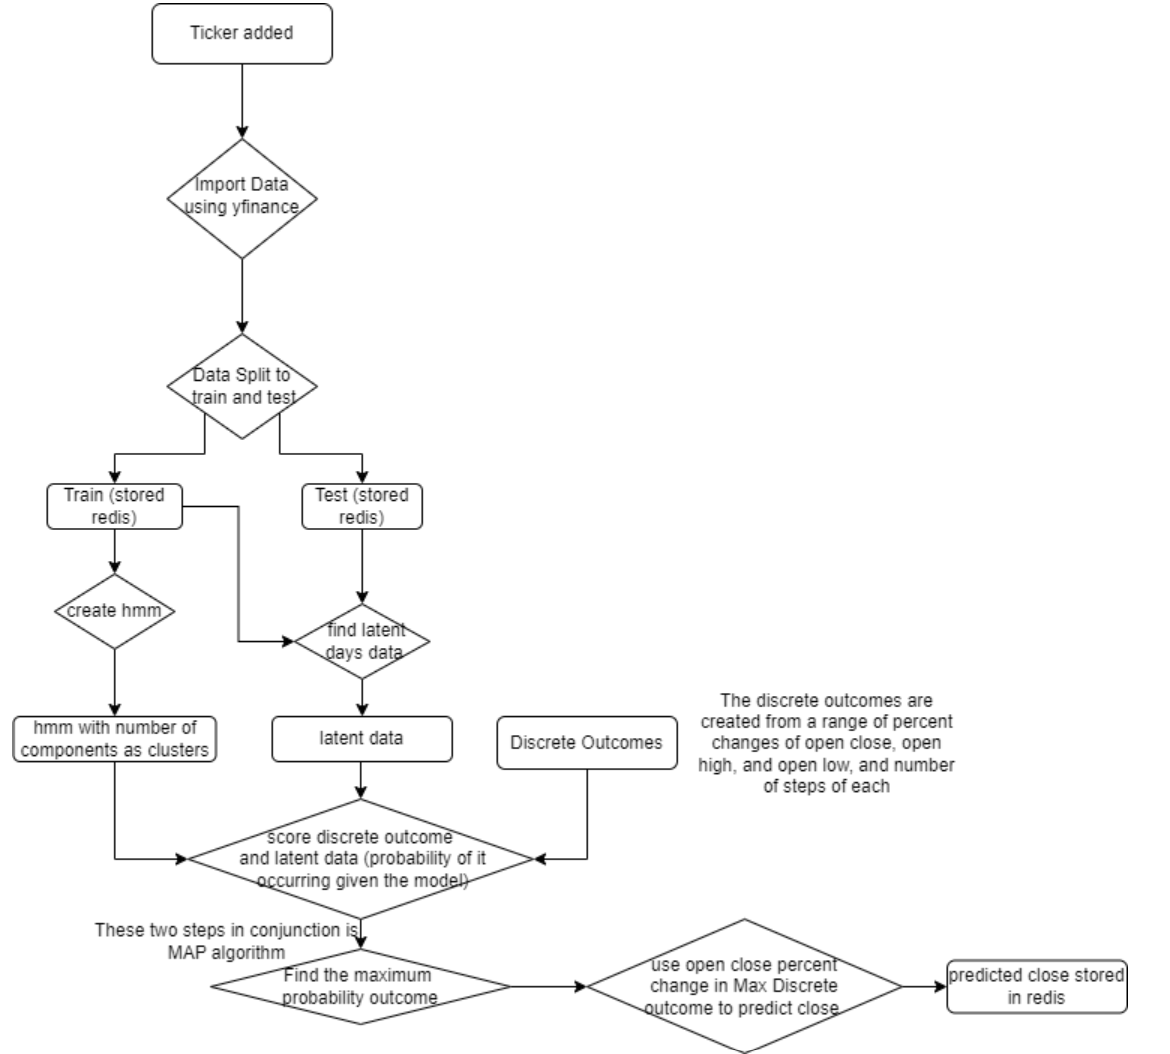 Ticker added
Import Data
using yfinance
Data Split to
train and test
Train (stored
redis)
Test (stored
redis)
create hmm
find latent
days data
hmm with number of
components as clusters
latent data
Discrete Outcomes
The discrete outcomes are
created from a range of percent
changes of open close, open
high, and open low, and number
of steps of each
score discrete outcome
and latent data (probability of it
occurring given the model)
These two steps in conjunction is
MAP algorithm
Find the maximum
probability outcome
use open close percent
change in Max Discrete
outcome to predict close
predicted close stored
in redis